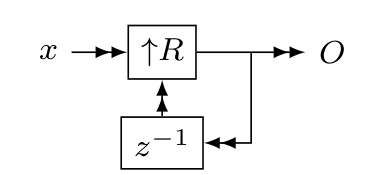 x ↑R O
z⁻¹